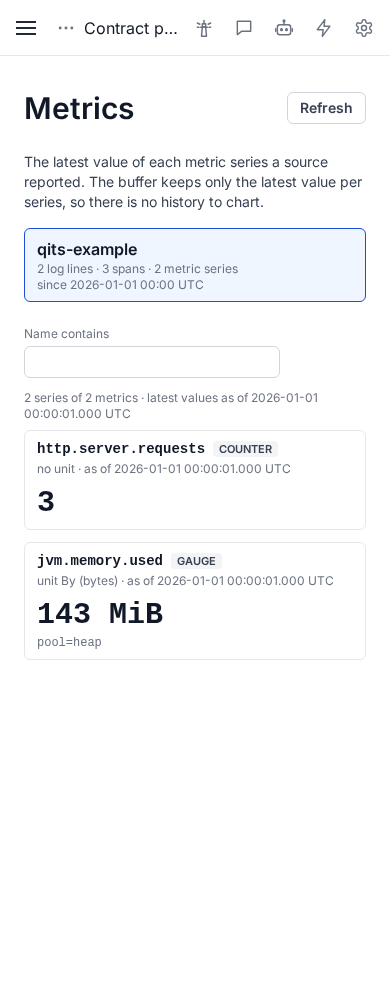 Contract p...
Metrics
Refresh
The latest value of each metric series a source
reported. The buffer keeps only the latest value per
series, so there is no history to chart.
qits-example
2 log lines · 3 spans · 2 metric series
since 2026-01-01 00:00 UTC
Name contains
2 series of 2 metrics · latest values as of 2026-01-01
00:00:01.000 UTC
http.server.requests COUNTER
no unit · as of 2026-01-01 00:00:01.000 UTC
3
jvm.memory.used GAUGE
unit By (bytes) · as of 2026-01-01 00:00:01.000 UTC
143 MiB
pool=heap